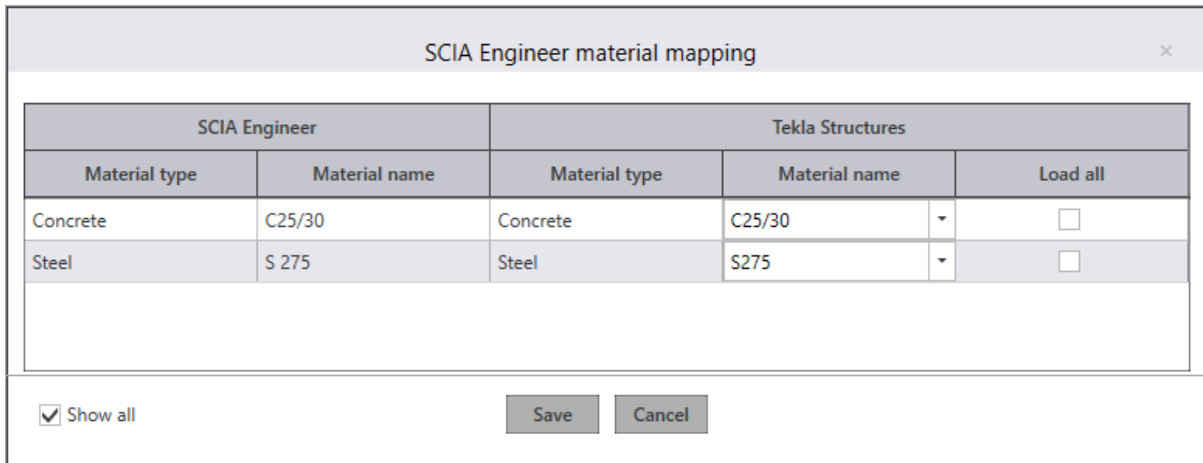 SCIA Engineer material mapping
SCIA Engineer Tekla Structures
Material type Material name Material type Material name Load all
Concrete C25/30 Concrete C25/30
Steel S 275 Steel S275
Show all Save Cancel